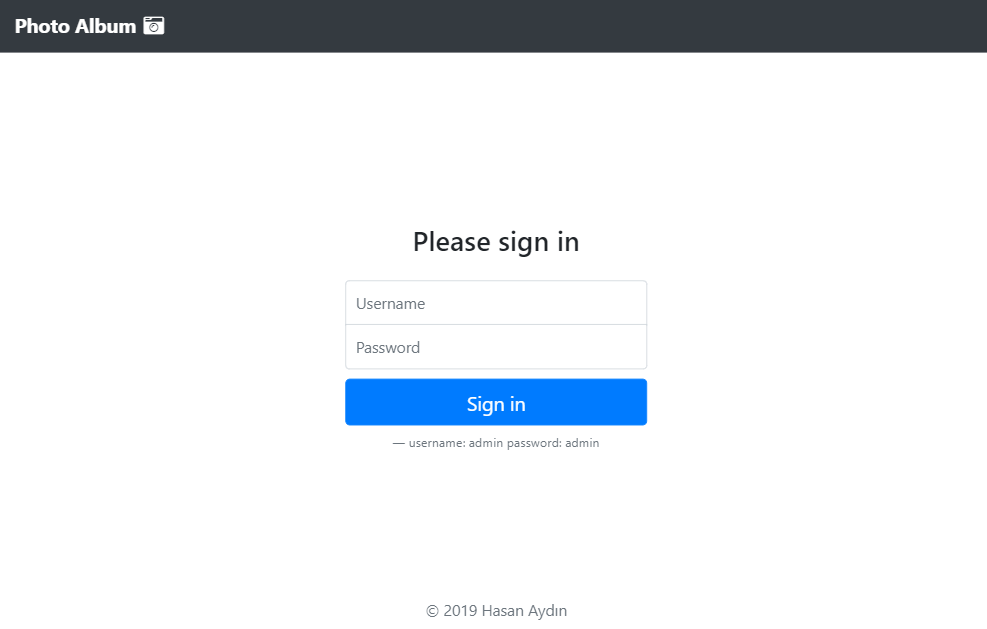 Photo Album
Please sign in
Username
Password
Sign in
— username: admin password: admin
© 2019 Hasan Aydın